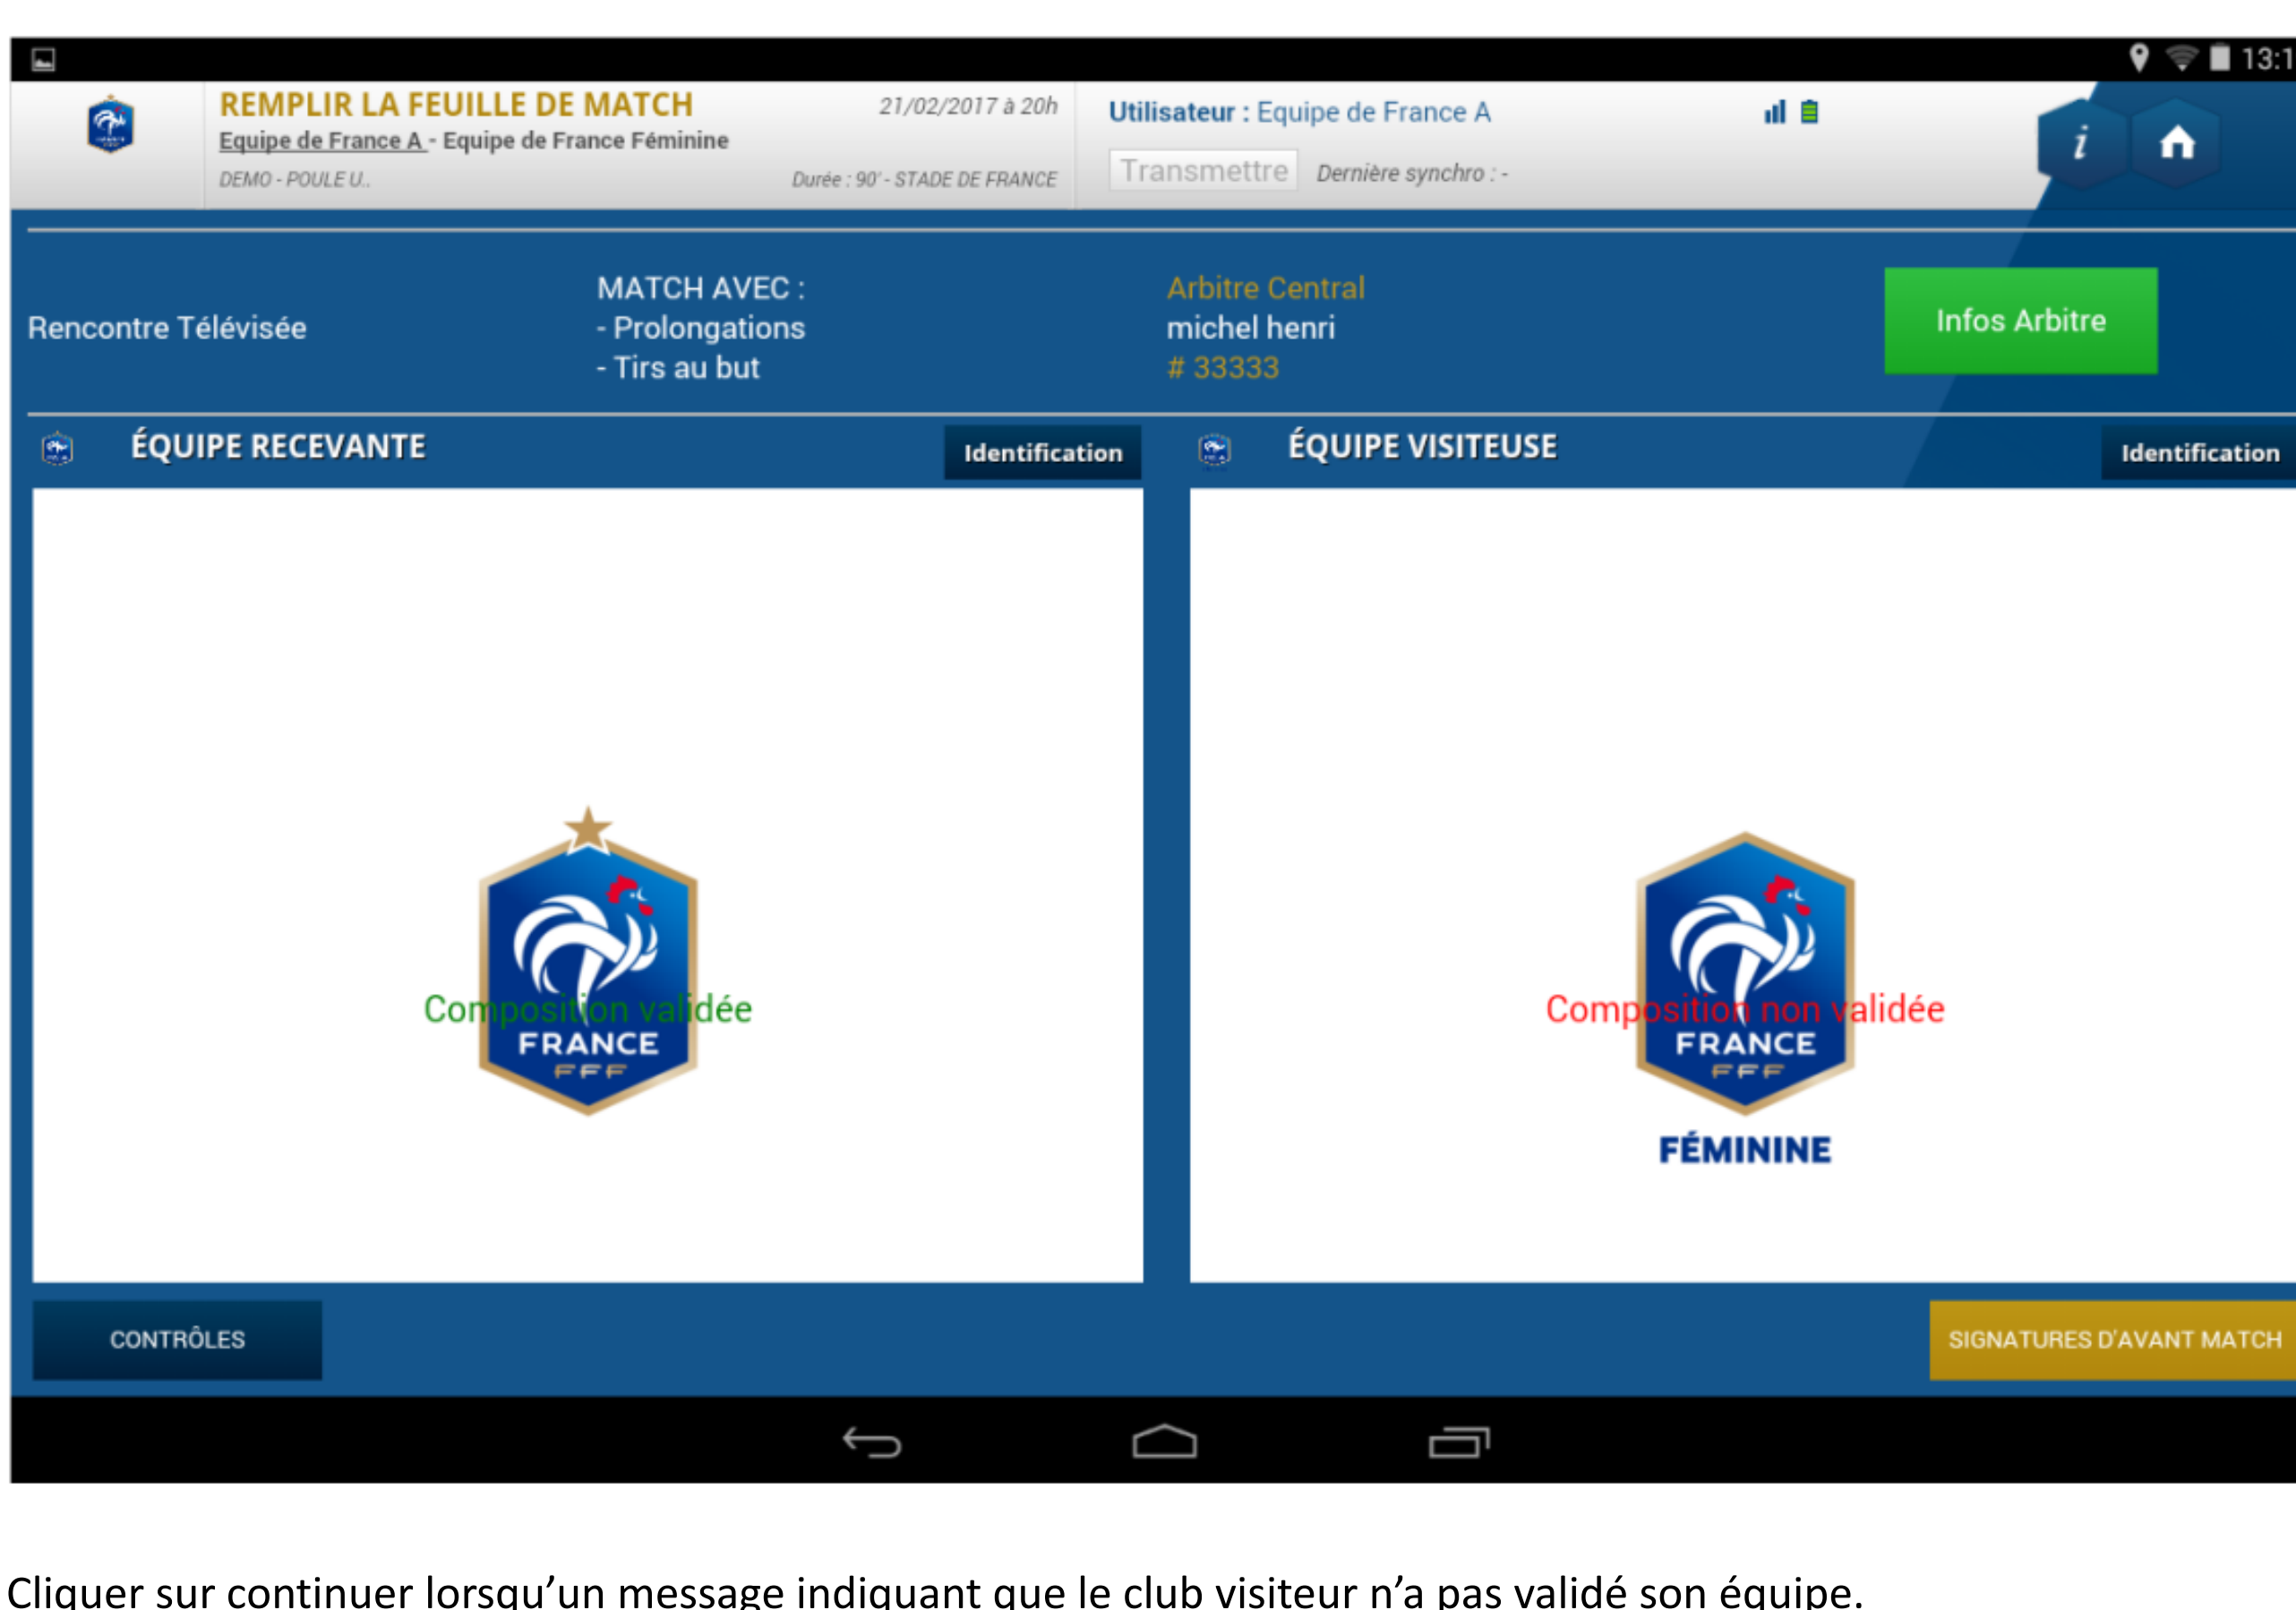 13:1
REMPLIR LA FEUILLE DE MATCH
21/02/2017 à 20h
Equipe de France A - Equipe de France Féminine
DEMO - POULE U..
Durée : 90' - STADE DE FRANCE
Utilisateur : Equipe de France A
Transmettre
Dernière synchro : -
i
Rencontre Télévisée
MATCH AVEC :
- Prolongations
- Tirs au but
Arbitre Central
michel henri
# 33333
Infos Arbitre
ÉQUIPE RECEVANTE
Identification
ÉQUIPE VISITEUSE
Identification
Composition validée
FRANCE
FFF
Composition non validée
FRANCE
FFF
FÉMININE
CONTRÔLES
SIGNATURES D'AVANT MATCH
Cliquer sur continuer lorsqu’un message indiquant que le club visiteur n’a pas validé son équipe.